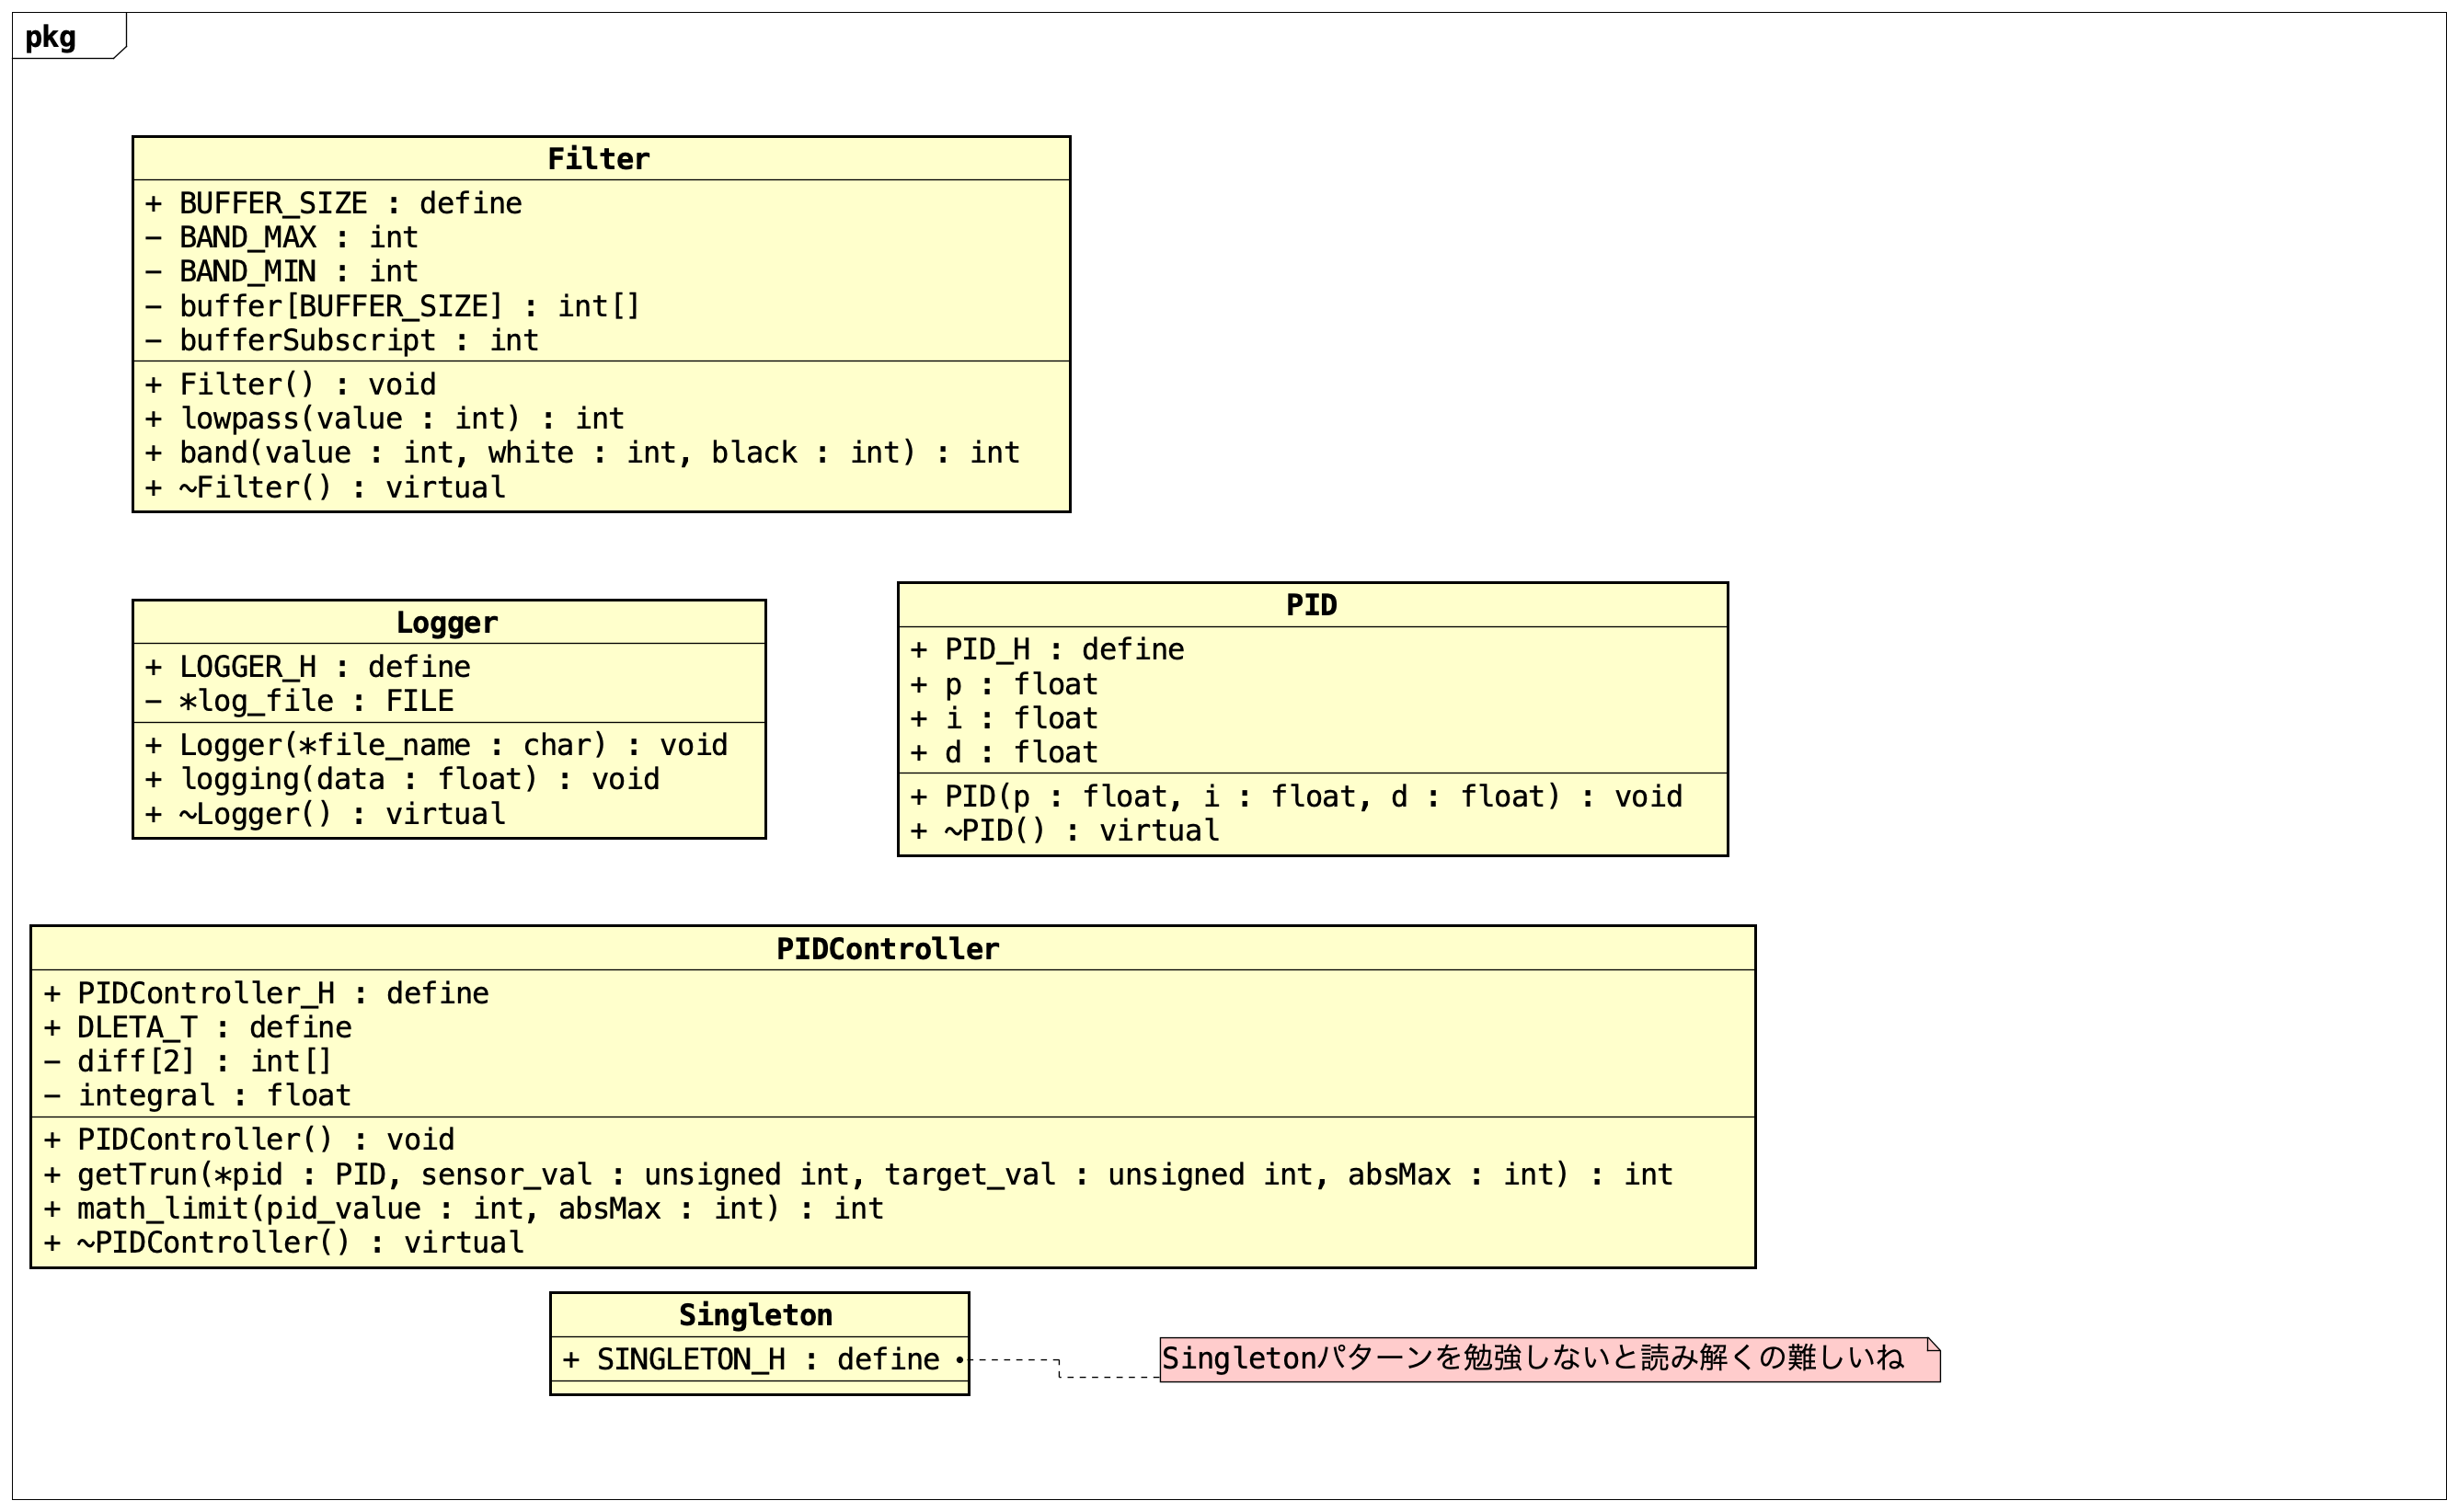 pkg
Filter
+ BUFFER_SIZE : define
− BAND_MAX : int
− BAND_MIN : int
− buffer[BUFFER_SIZE] : int[]
− bufferSubscript : int
+ Filter() : void
+ lowpass(value : int) : int
+ band(value : int, white : int, black : int) : int
+ ~Filter() : virtual
Logger
+ LOGGER_H : define
− *log_file : FILE
+ Logger(*file_name : char) : void
+ logging(data : float) : void
+ ~Logger() : virtual
PID
+ PID_H : define
+ p : float
+ i : float
+ d : float
+ PID(p : float, i : float, d : float) : void
+ ~PID() : virtual
PIDController
+ PIDController_H : define
+ DLETA_T : define
− diff[2] : int[]
− integral : float
+ PIDController() : void
+ getTrun(*pid : PID, sensor_val : unsigned int, target_val : unsigned int, absMax : int) : int
+ math_limit(pid_value : int, absMax : int) : int
+ ~PIDController() : virtual
Singleton
+ SINGLETON_H : define
Singletonパターンを勉強しないと読み解くの難しいね